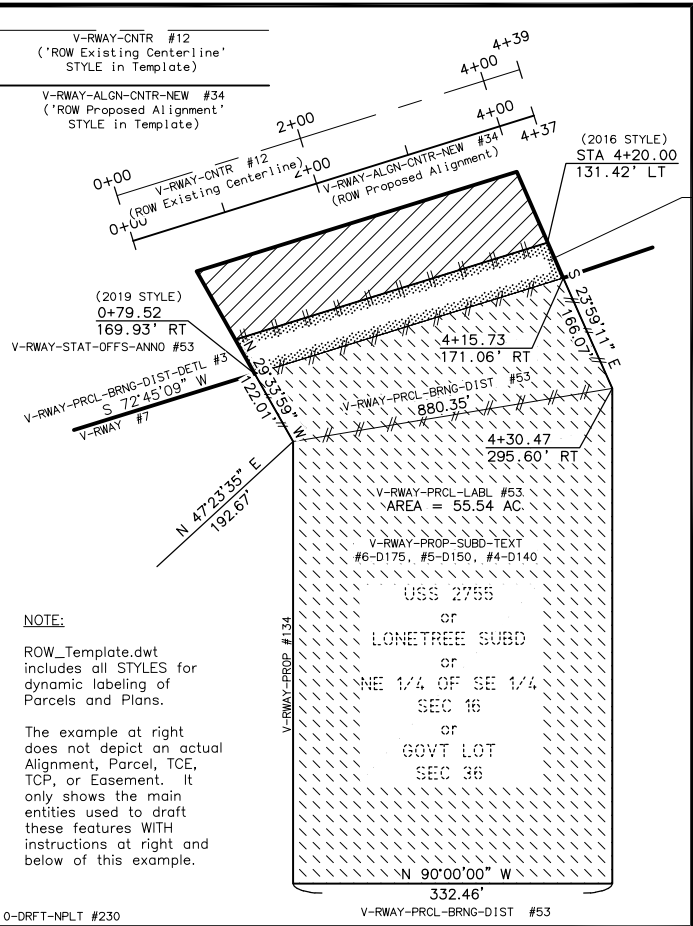 V-RWAY-CNTR #12
('ROW Existing Centerline'
STYLE in Template)
V-RWAY-ALGN-CNTR-NEW #34
('ROW Proposed Alignment'
STYLE in Template)
0+00
2+00
4+00
4+39
V-RWAY-CNTR #12
(ROW Existing Centerline)
0+00
2+00
4+00
4+37
V-RWAY-ALGN-CNTR-NEW #34
(ROW Proposed Alignment)
(2016 STYLE)
STA 4+20.00
131.42' LT
(2019 STYLE)
0+79.52
169.93' RT
V-RWAY-STAT-OFFS-ANNO #53
V-RWAY-PRCL-BRNG-DIST-DETL #3
S 72°45'09" W
V-RWAY #7
N 29°33'59" W
122.01'
4+15.73
171.06' RT
S 23°59'11" E
166.07'
V-RWAY-PRCL-BRNG-DIST #53
880.35'
4+30.47
295.60' RT
N 47°23'35" E
192.67'
V-RWAY-PRCL-LABL #53
AREA = 55.54 AC
V-RWAY-PROP-SUBD-TEXT
#6-D175, #5-D150, #4-D140
USS 2755
or
LONETREE SUBD
or
NE 1/4 OF SE 1/4
SEC 16
or
GOVT LOT
SEC 36
V-RWAY-PROP #134
NOTE:
ROW_Template.dwt
includes all STYLES for
dynamic labeling of
Parcels and Plans.
The example at right
does not depict an actual
Alignment, Parcel, TCE,
TCP, or Easement. It
only shows the main
entities used to draft
these features WITH
instructions at right and
below of this example.
N 90°00'00" W
332.46'
V-RWAY-PRCL-BRNG-DIST #53
0-DRFT-NPLT #230